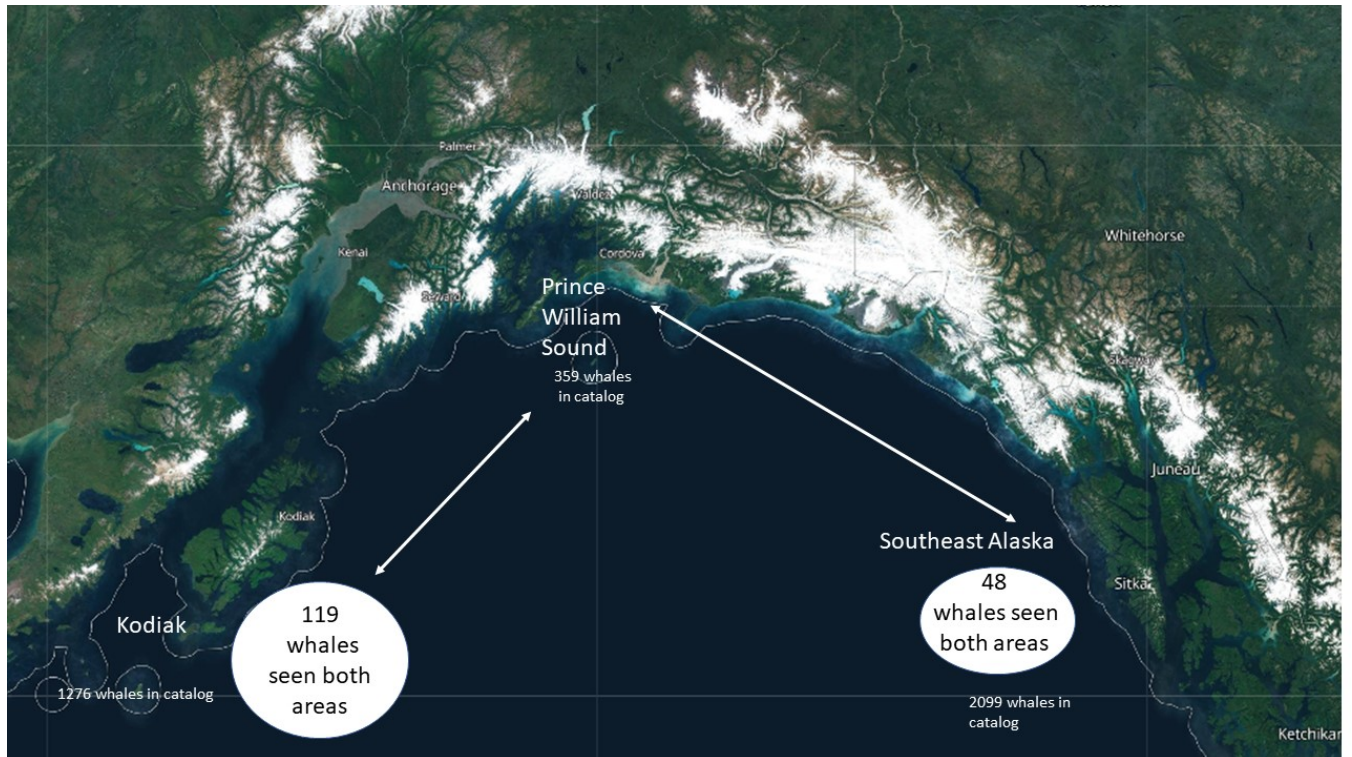 Palmer
Anchorage
Valdez
Whitehorse
Kenai
Cordova
Seward
Prince
William
Sound
359 whales
in catalog
Skagway
Juneau
Kodiak
Southeast Alaska
48
whales seen
both areas
Sitka
119
whales
seen both
areas
Kodiak
1276 whales in catalog
2099 whales in
catalog
Ketchikan